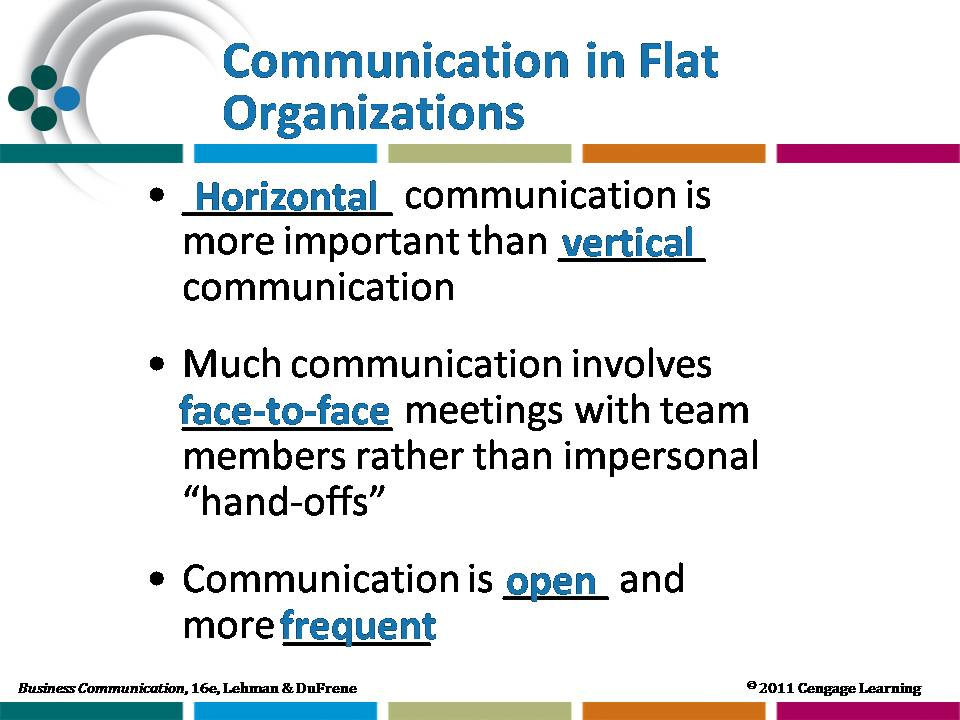 Communication in Flat
Organizations
• Horizontal communication is
more important than vertical
communication
• Much communication involves
face-to-face meetings with team
members rather than impersonal
“hand-offs”
• Communication is open and
more frequent
Business Communication, 16e, Lehman & DuFrene
© 2011 Cengage Learning